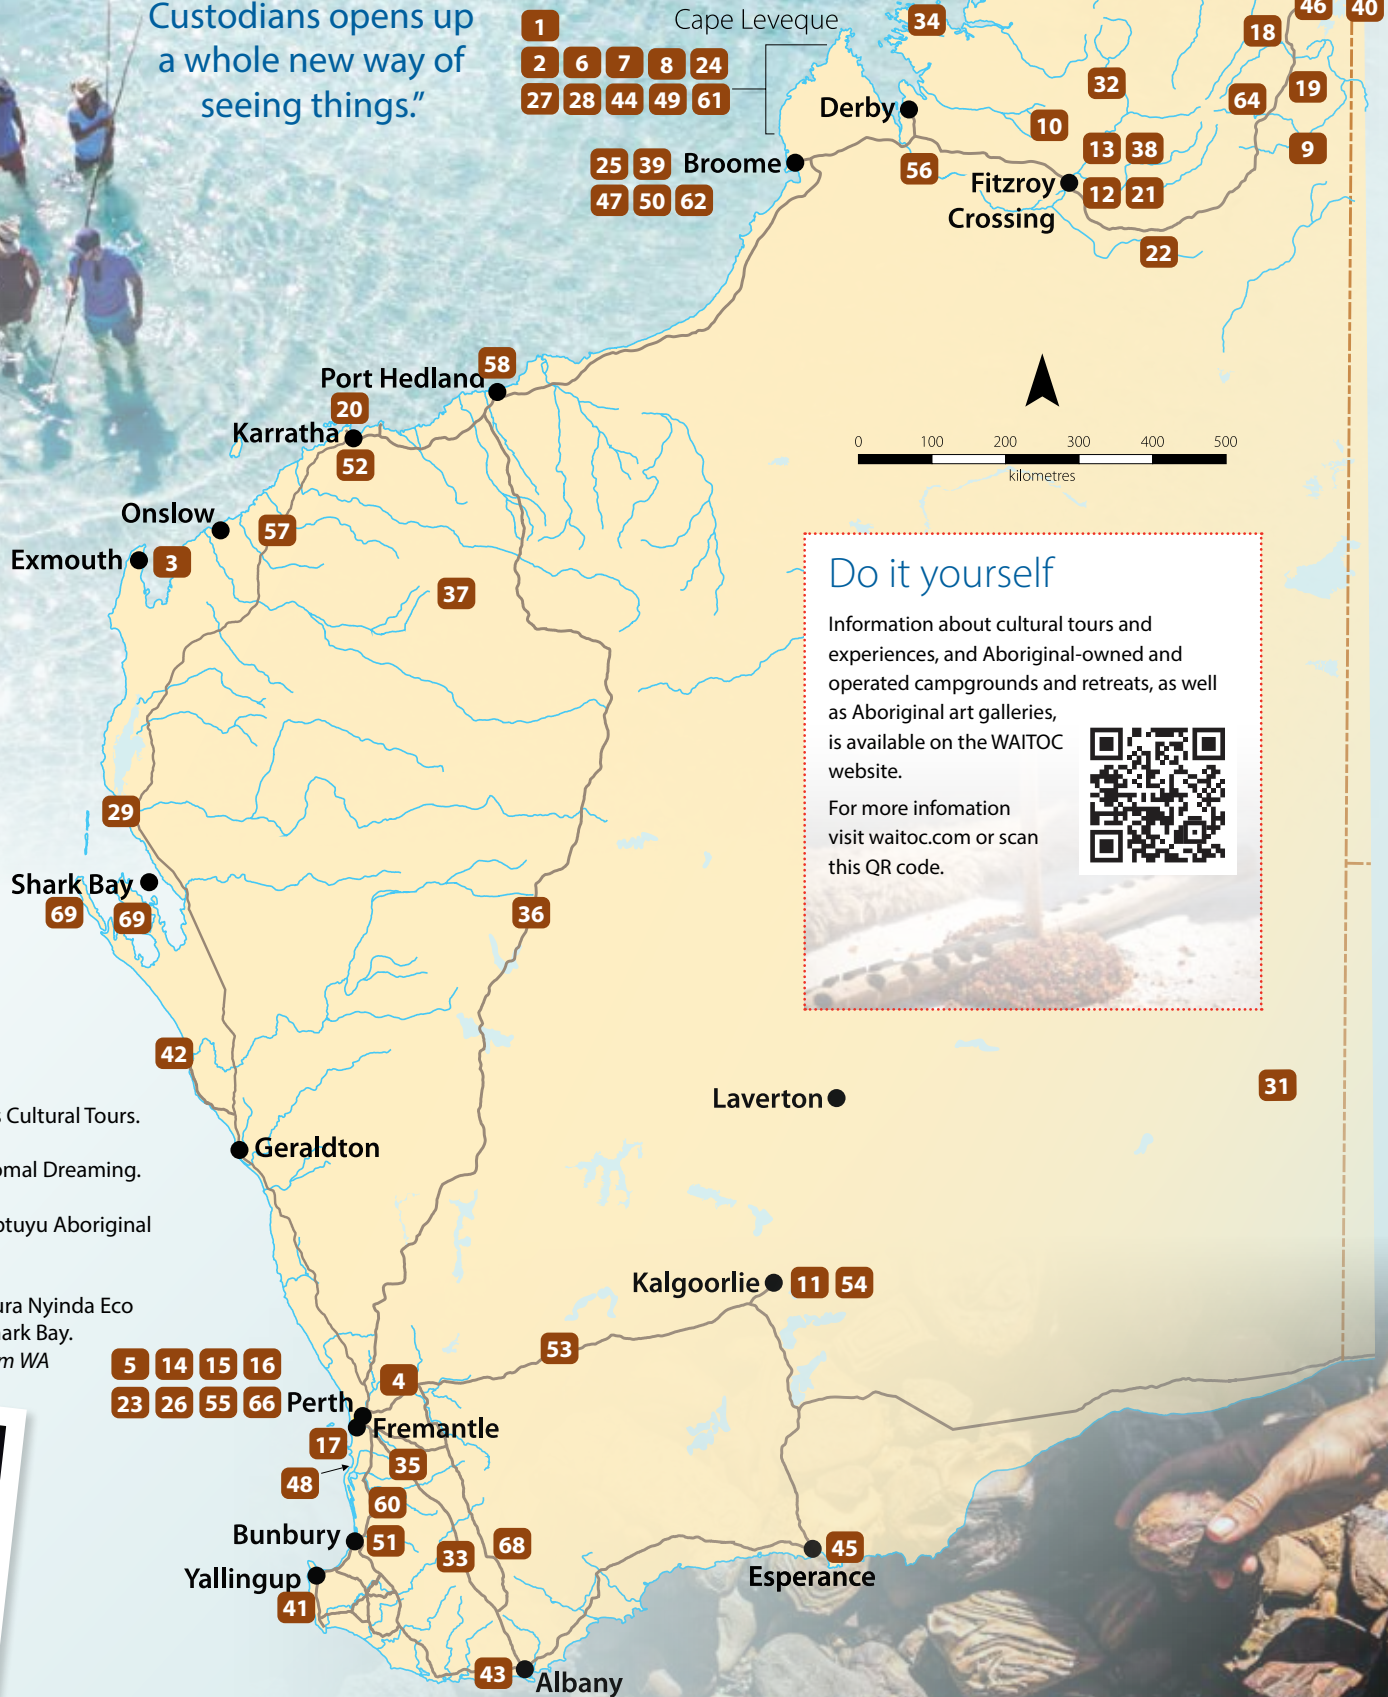 Custodians opens up
a whole new way of
seeing things.”
Cape Leveque
1
2 6 7 8 24
27 28 44 49 61
34
46 40
18
32
64 19
10
Derby
13 38
9
56
25 39 Broome
47 50 62
Fitzroy
Crossing
12 21
22
58
Port Hedland
20
Karratha
52
0 100 200 300 400 500
kilometres
Onslow
57
Exmouth 3
37
Do it yourself
Information about cultural tours and
experiences, and Aboriginal-owned and
operated campgrounds and retreats, as well
as Aboriginal art galleries,
is available on the WAITOC
website.
For more infomation
visit waitoc.com or scan
this QR code.
29
Shark Bay
69 69
36
42
31
Laverton
Cultural Tours.
Geraldton
Dreaming.
Aboriginal
Kalgoorlie 11 54
Nyinda Eco
Bay.
WA
53
5 14 15 16
23 26 55 66 Perth
4
Fremantle
17
35
48
60
Bunbury 51
33
68
45
Esperance
Yallingup
41
43
Albany